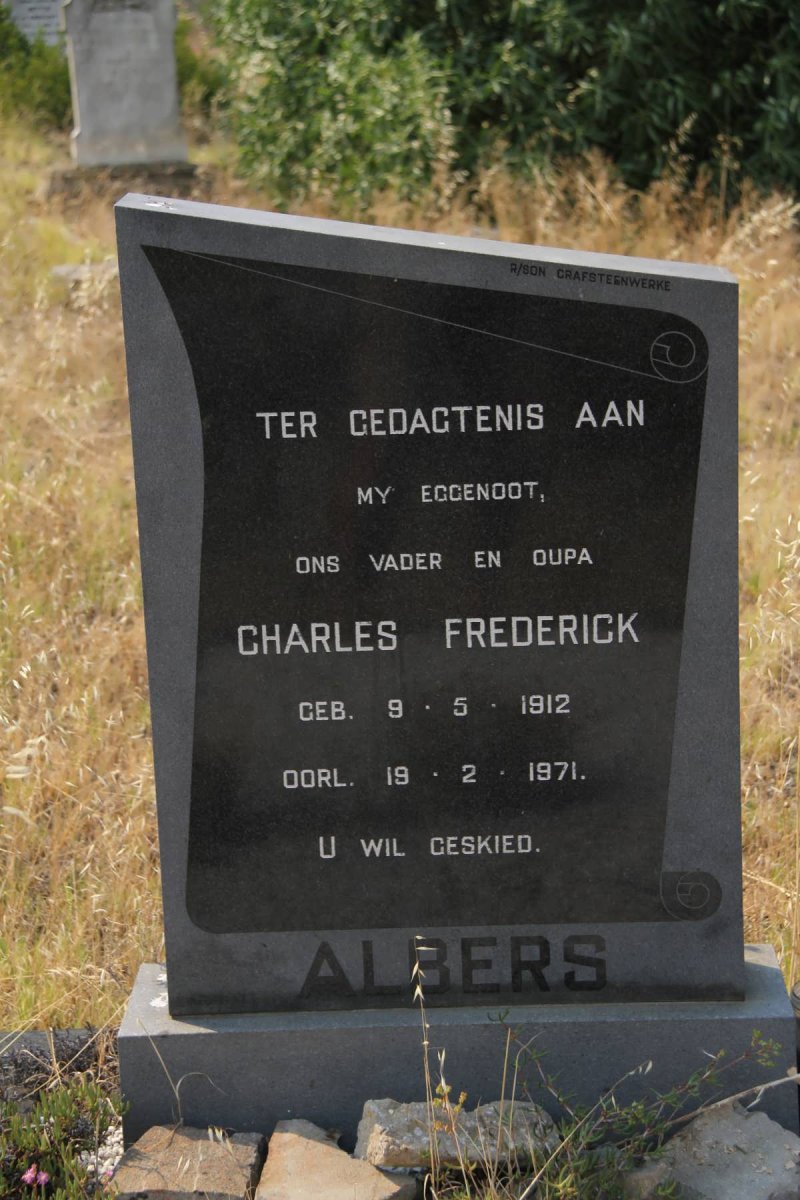 R/SON GRAFSTEENWERKE
TER GEDAGTENIS AAN
MY EGGENOOT,
ONS VADER EN OUPA
CHARLES FREDERICK
GEB. 9 · 5 · 1912
OORL. 19 · 2 · 1971.
U WIL GESKIED.
ALBERS